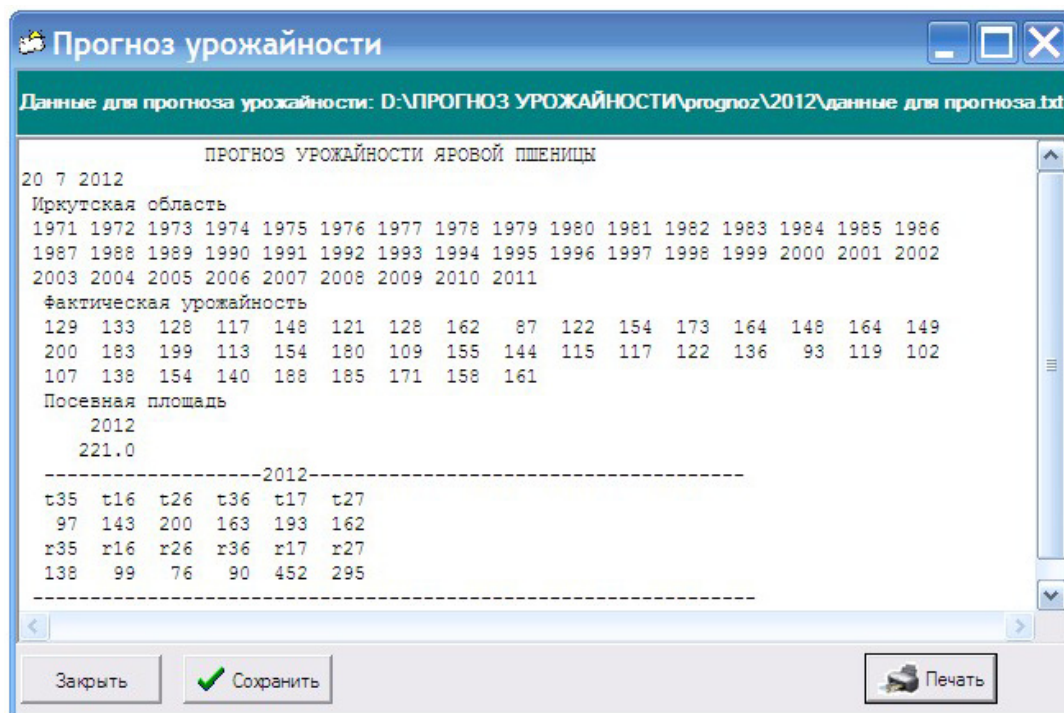 Прогноз урожайности
Данные для прогноза урожайности: D:\ПРОГНОЗ УРОЖАЙНОСТИ\prognoz\2012\данные для прогноза.txt
ПРОГНОЗ УРОЖАЙНОСТИ ЯРОВОЙ ПШЕНИЦЫ
20 7 2012
Иркутская область
1971 1972 1973 1974 1975 1976 1977 1978 1979 1980 1981 1982 1983 1984 1985 1986
1987 1988 1989 1990 1991 1992 1993 1994 1995 1996 1997 1998 1999 2000 2001 2002
2003 2004 2005 2006 2007 2008 2009 2010 2011
Фактическая урожайность
129 133 128 117 148 121 128 162 87 122 154 173 164 148 164 149
200 183 199 113 154 180 109 155 144 115 117 122 136 93 119 102
107 138 154 140 188 185 171 158 161
Посевная площадь
2012
221.0
-------------------2012--------------------------------------
t35 t16 t26 t36 t17 t27
97 143 200 163 193 162
r35 r16 r26 r36 r17 r27
138 99 76 90 452 295
---------------------------------------------------------------
Закрыть Сохранить Печать